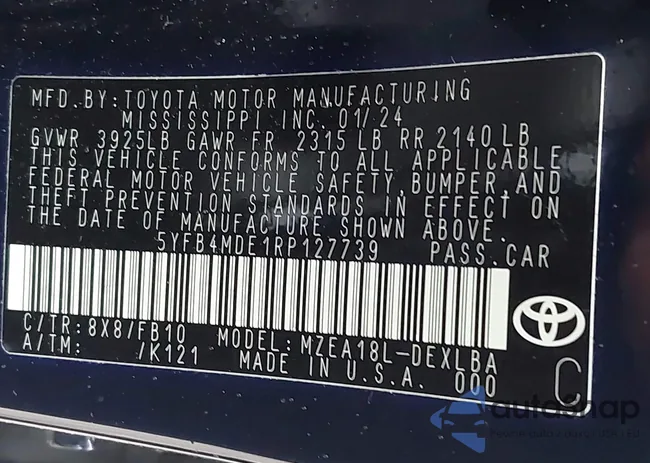 MFD.BY:TOYOTA MOTOR MANUFACTURING
MISSISSIPPI INC. 01/24
GVWR 3925LB GAWR FR 2315 LB RR 2140 LB
THIS VEHICLE CONFORMS TO ALL APPLICABLE
FEDERAL MOTOR VEHICLE SAFETY,BUMPER,AND
THEFT PREVENTION STANDARDS IN EFFECT ON
THE DATE OF MANUFACTURE SHOWN ABOVE.
5YFB4MDE1RP127739 PASS.CAR
C/TR:8X8/FB10 MODEL:MZEA18L-DEXLBA
A/TM: /K121 MADE IN U.S.A. 000
C
autosnap